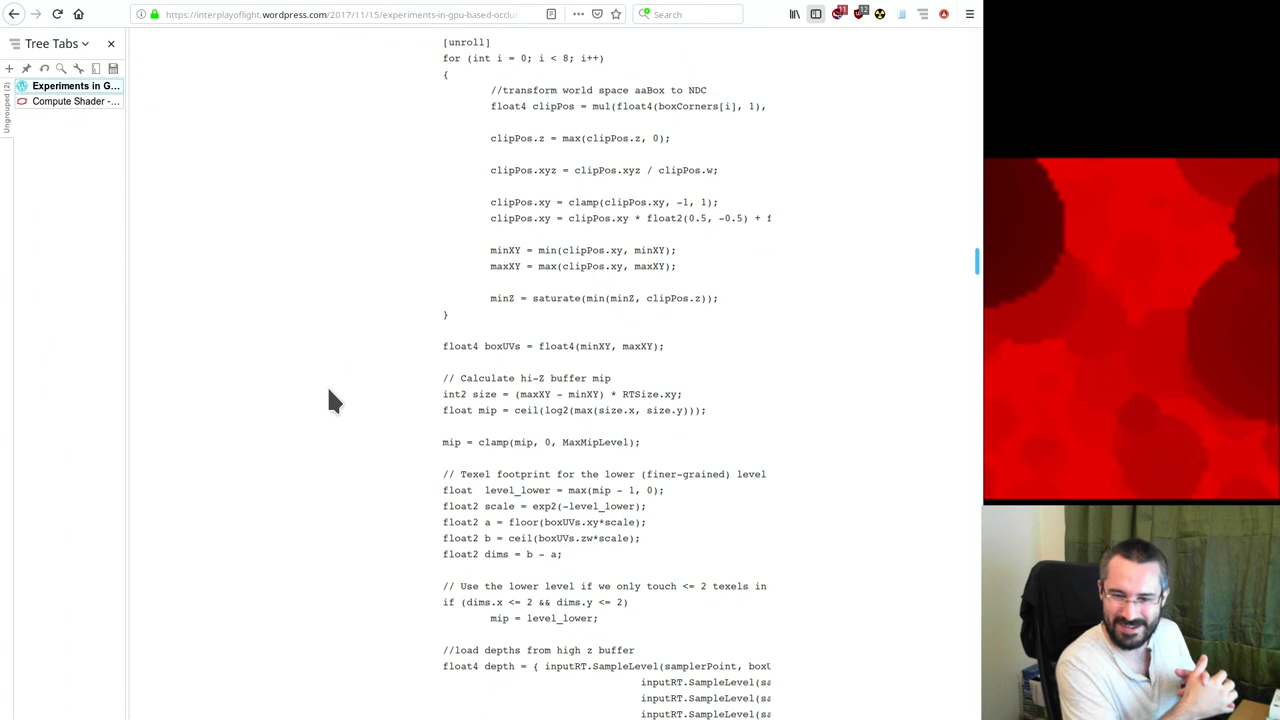 https://interplayoflight.wordpress.com/2017/11/15/experiments-in-gpu-based-occlu
Search
11
12
Tree Tabs
Ungrouped (2)
Experiments in G...
Compute Shader -...
[unroll]
for (int i = 0; i < 8; i++)
{
//transform world space aaBox to NDC
float4 clipPos = mul(float4(boxCorners[i], 1),
clipPos.z = max(clipPos.z, 0);
clipPos.xyz = clipPos.xyz / clipPos.w;
clipPos.xy = clamp(clipPos.xy, -1, 1);
clipPos.xy = clipPos.xy * float2(0.5, -0.5) + f
minXY = min(clipPos.xy, minXY);
maxXY = max(clipPos.xy, maxXY);
minZ = saturate(min(minZ, clipPos.z));
}
float4 boxUVs = float4(minXY, maxXY);
// Calculate hi-Z buffer mip
int2 size = (maxXY - minXY) * RTSize.xy;
float mip = ceil(log2(max(size.x, size.y)));
mip = clamp(mip, 0, MaxMipLevel);
// Texel footprint for the lower (finer-grained) level
float  level_lower = max(mip - 1, 0);
float2 scale = exp2(-level_lower);
float2 a = floor(boxUVs.xy*scale);
float2 b = ceil(boxUVs.zw*scale);
float2 dims = b - a;
// Use the lower level if we only touch <= 2 texels in
if (dims.x <= 2 && dims.y <= 2)
mip = level_lower;
//load depths from high z buffer
float4 depth = { inputRT.SampleLevel(samplerPoint, boxU
inputRT.SampleLevel(sa
inputRT.SampleLevel(sa
inputRT.SampleLevel(sa